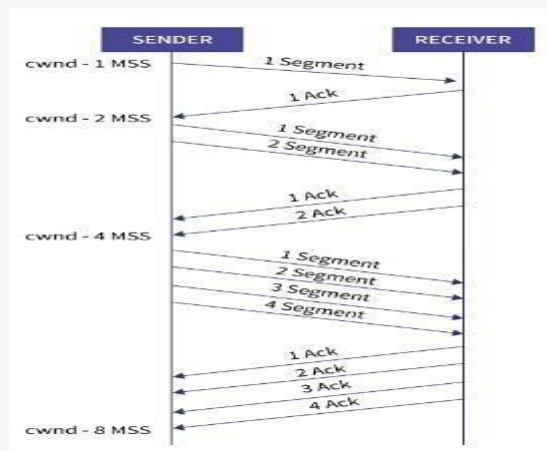 SENDER
RECEIVER
cwnd - 1 MSS
1 Segment
1 Ack
cwnd - 2 MSS
1 Segment
2 Segment
1 Ack
2 Ack
cwnd - 4 MSS
1 Segment
2 Segment
3 Segment
4 Segment
1 Ack
2 Ack
3 Ack
4 Ack
cwnd - 8 MSS